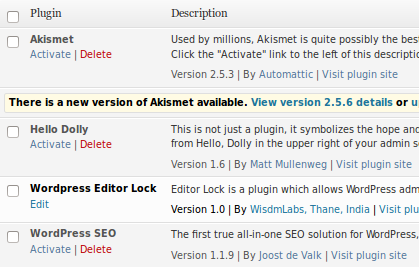 Plugin Description
Akismet Used by millions, Akismet is quite possibly the bes
Activate | Delete Click the "Activate" link to the left of this descriptio
Version 2.5.3 | By Automattic | Visit plugin site
There is a new version of Akismet available. View version 2.5.6 details or u
Hello Dolly This is not just a plugin, it symbolizes the hope and
Activate | Delete from Hello, Dolly in the upper right of your admin s
Version 1.6 | By Matt Mullenweg | Visit plugin site
Wordpress Editor Lock Editor Lock is a plugin which allows WordPress adm
Edit
Version 1.0 | By WisdmLabs, Thane, India | Visit plu
WordPress SEO The first true all-in-one SEO solution for WordPress,
Activate | Delete
Version 1.1.9 | By Joost de Valk | Visit plugin site